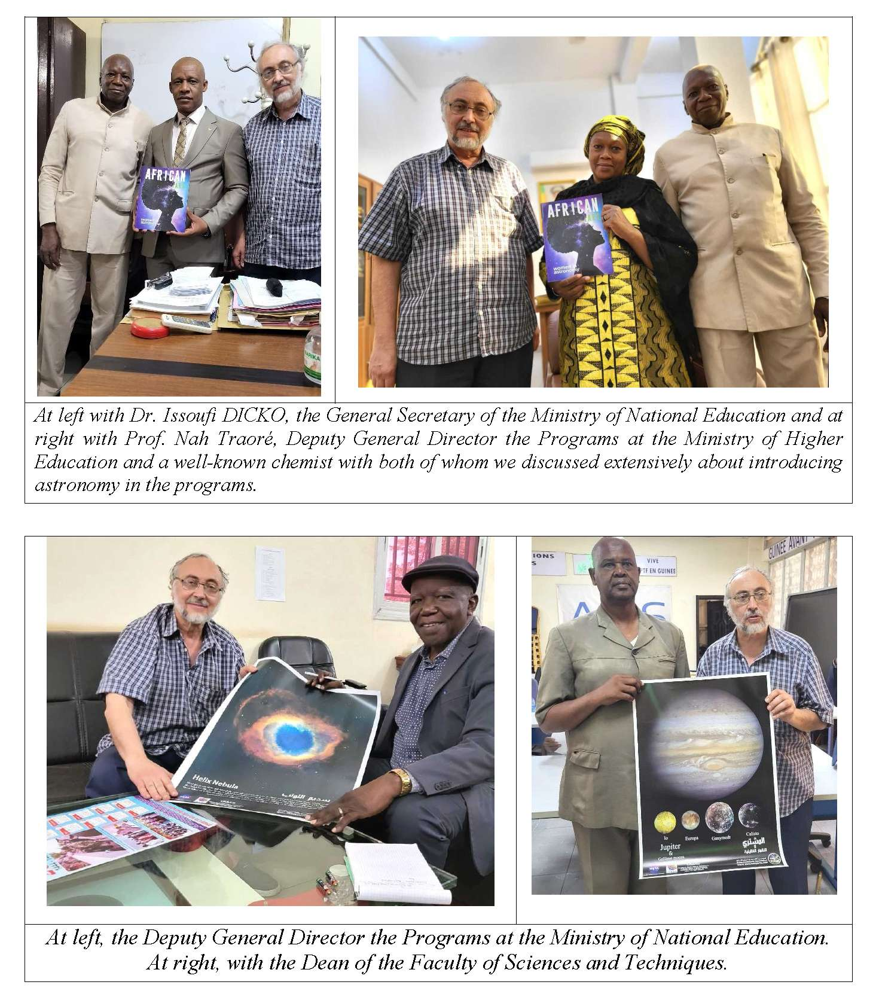 AFRICAN
women
astronomy
ARIKA
AFRICAN
women
astronomy
At left with Dr. Issoufi DICKO, the General Secretary of the Ministry of National Education and at
right with Prof. Nah Traoré, Deputy General Director the Programs at the Ministry of Higher
Education and a well-known chemist with both of whom we discussed extensively about introducing
astronomy in the programs.
Helix Nebula
سديم اللولب
IONS
S
VIVE
PTF EN GUINEE
GUINEE AVANT
Io
Europa
Ganymede
Calisto
Jupiter
&
Galilean moons
المشتري
و
الاقمار الغاليلية
At left, the Deputy General Director the Programs at the Ministry of National Education.
At right, with the Dean of the Faculty of Sciences and Techniques.